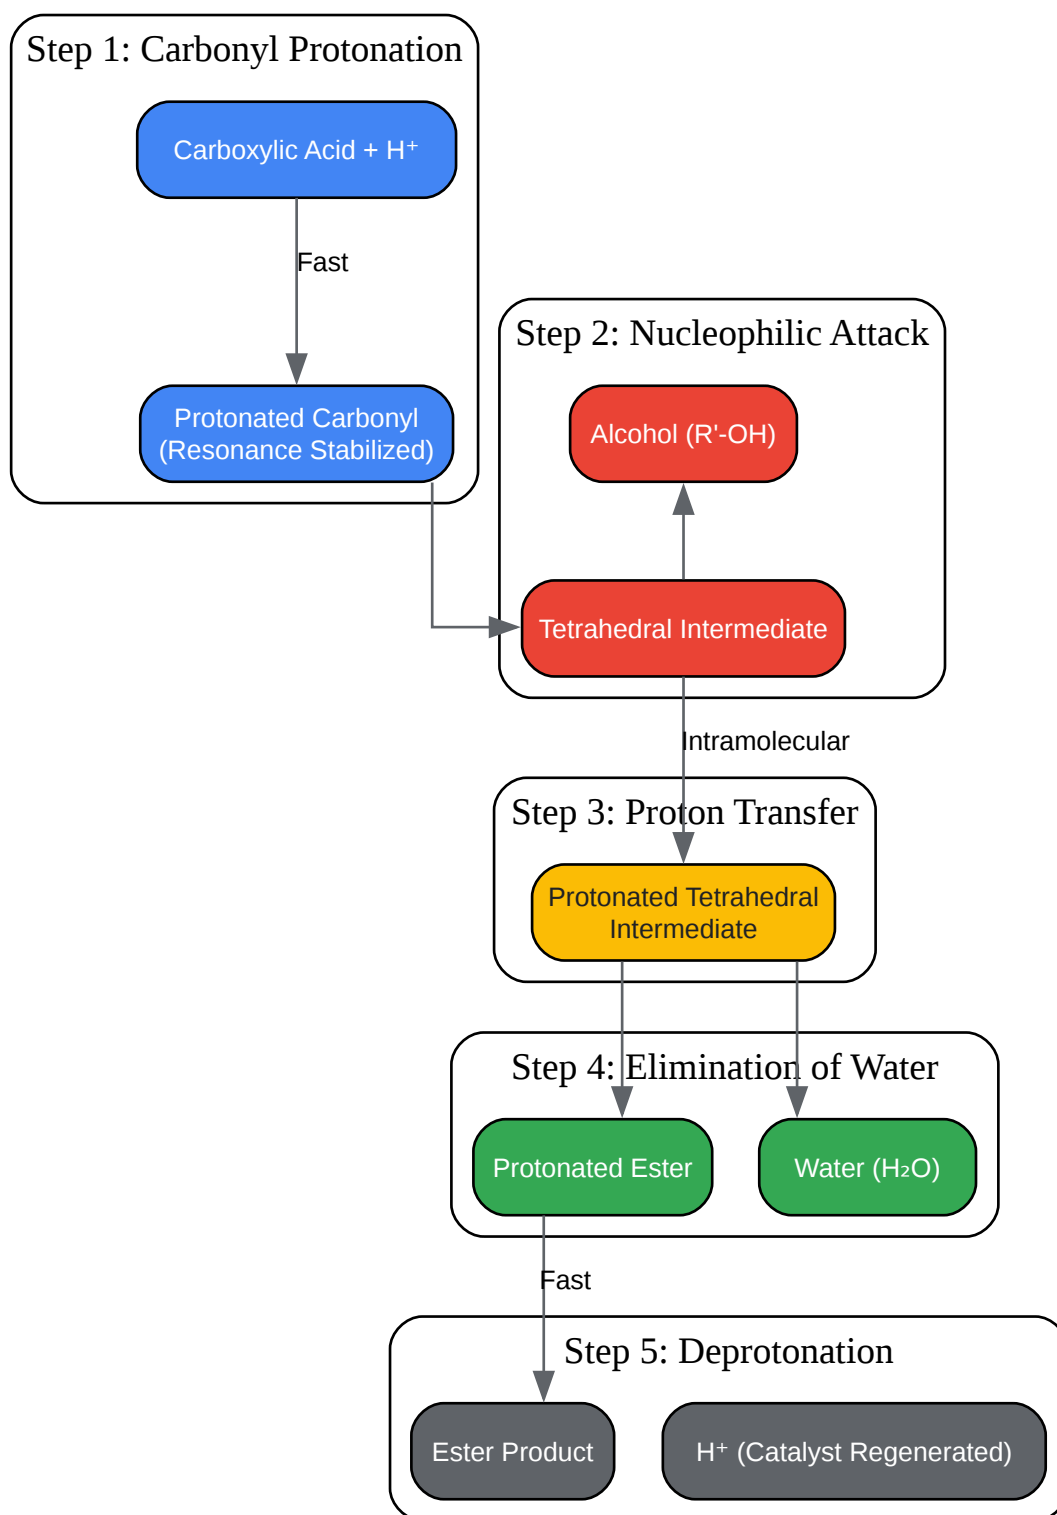 Step 1: Carbonyl Protonation
Carboxylic Acid + H⁺
Fast
Protonated Carbonyl
(Resonance Stabilized)
Step 2: Nucleophilic Attack
Alcohol (R'-OH)
Tetrahedral Intermediate
Intramolecular
Step 3: Proton Transfer
Protonated Tetrahedral
Intermediate
Step 4: Elimination of Water
Protonated Ester
Water (H₂O)
Fast
Step 5: Deprotonation
Ester Product
H⁺ (Catalyst Regenerated)